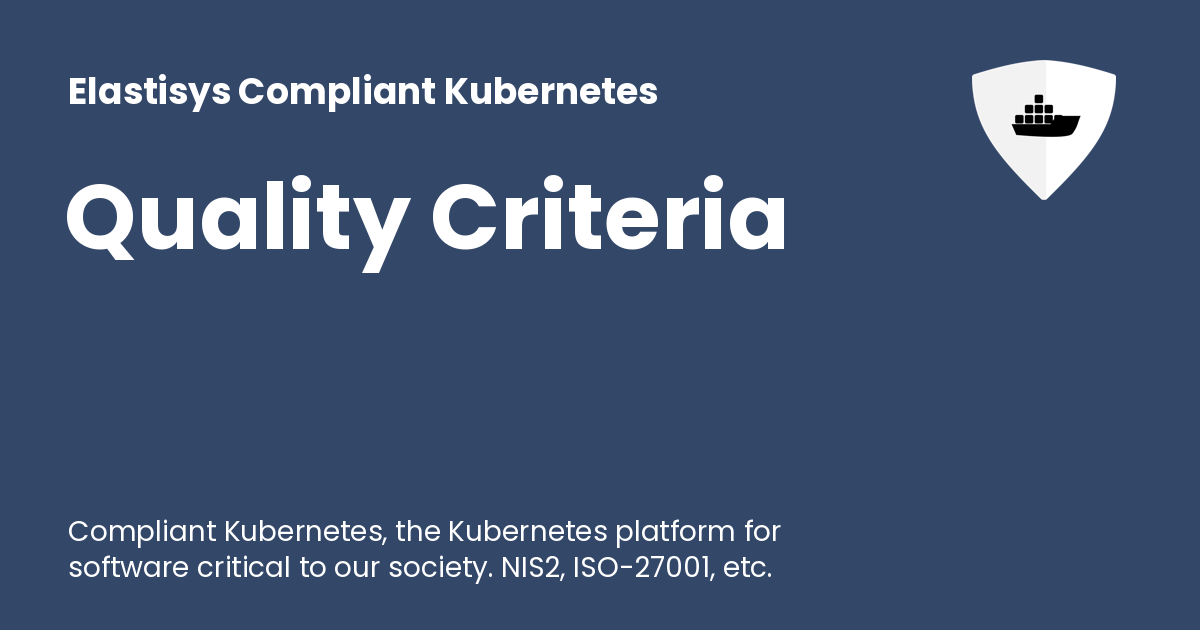 Elastisys Compliant Kubernetes
Quality Criteria
Compliant Kubernetes, the Kubernetes platform for
software critical to our society. NIS2, ISO-27001, etc.